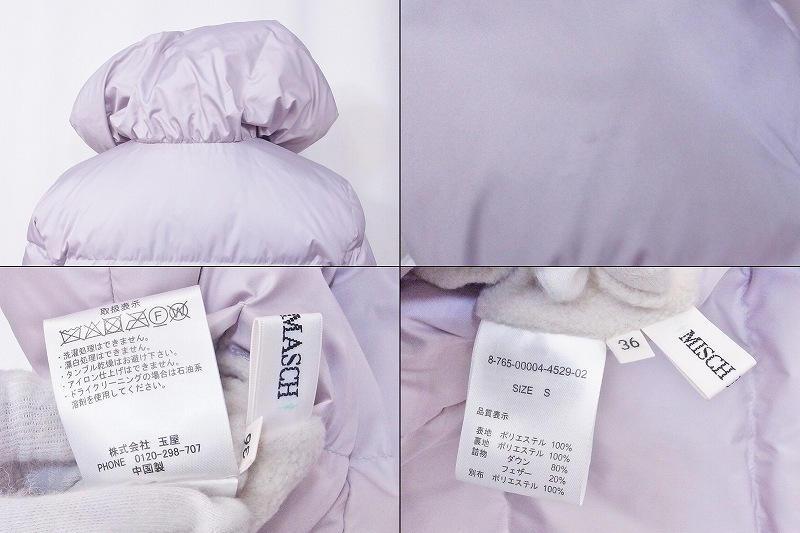 取扱表示
F W
・洗濯処理はできません。
・漂白処理はできません。
・タンブル乾燥はお避け下さい。
・アイロン仕上げはできません。
・ドライクリーニングの場合は石油系
溶剤を使用してください。
株式会社 玉屋
PHONE 0120-298-707
中国製
MASCH
36
8-765-00004-4529-02
SIZE S
品質表示
表地 ポリエステル 100%
裏地 ポリエステル 100%
詰物 ダウン 80%
フェザー 20%
別布 ポリエステル 100%
36
MISCH